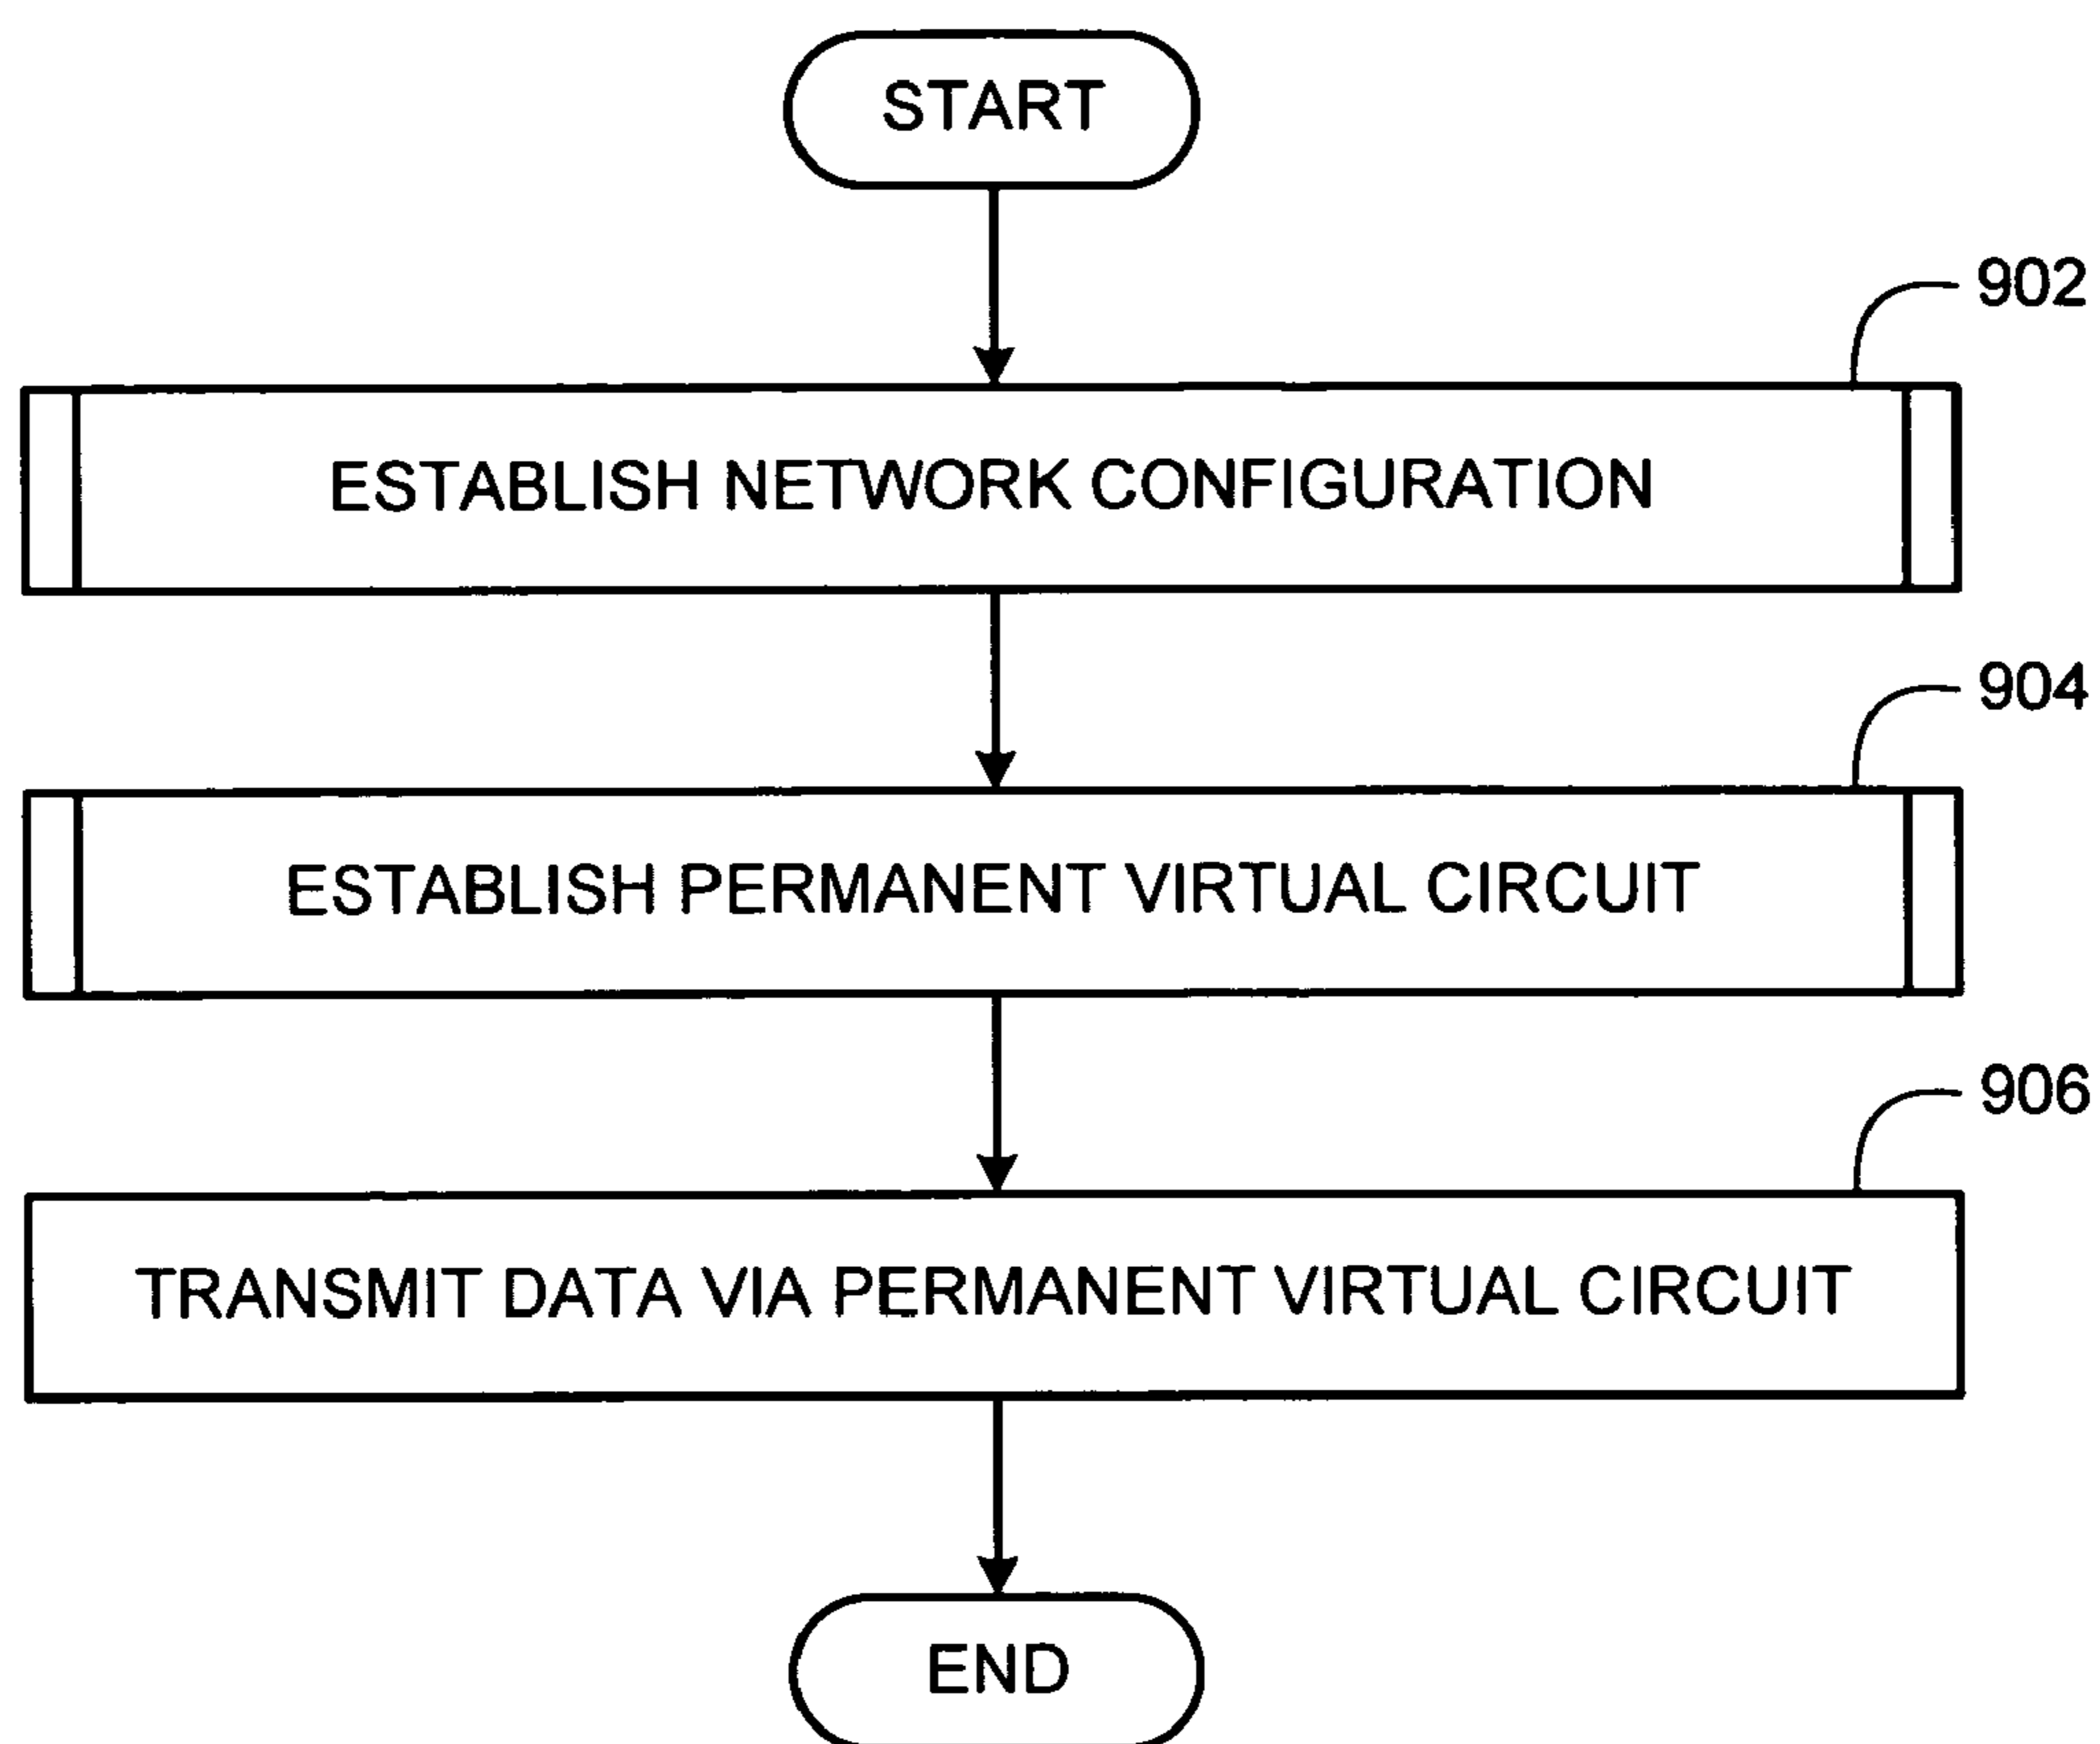 START
902
ESTABLISH NETWORK CONFIGURATION
904
ESTABLISH PERMANENT VIRTUAL CIRCUIT
906
TRANSMIT DATA VIA PERMANENT VIRTUAL CIRCUIT
END